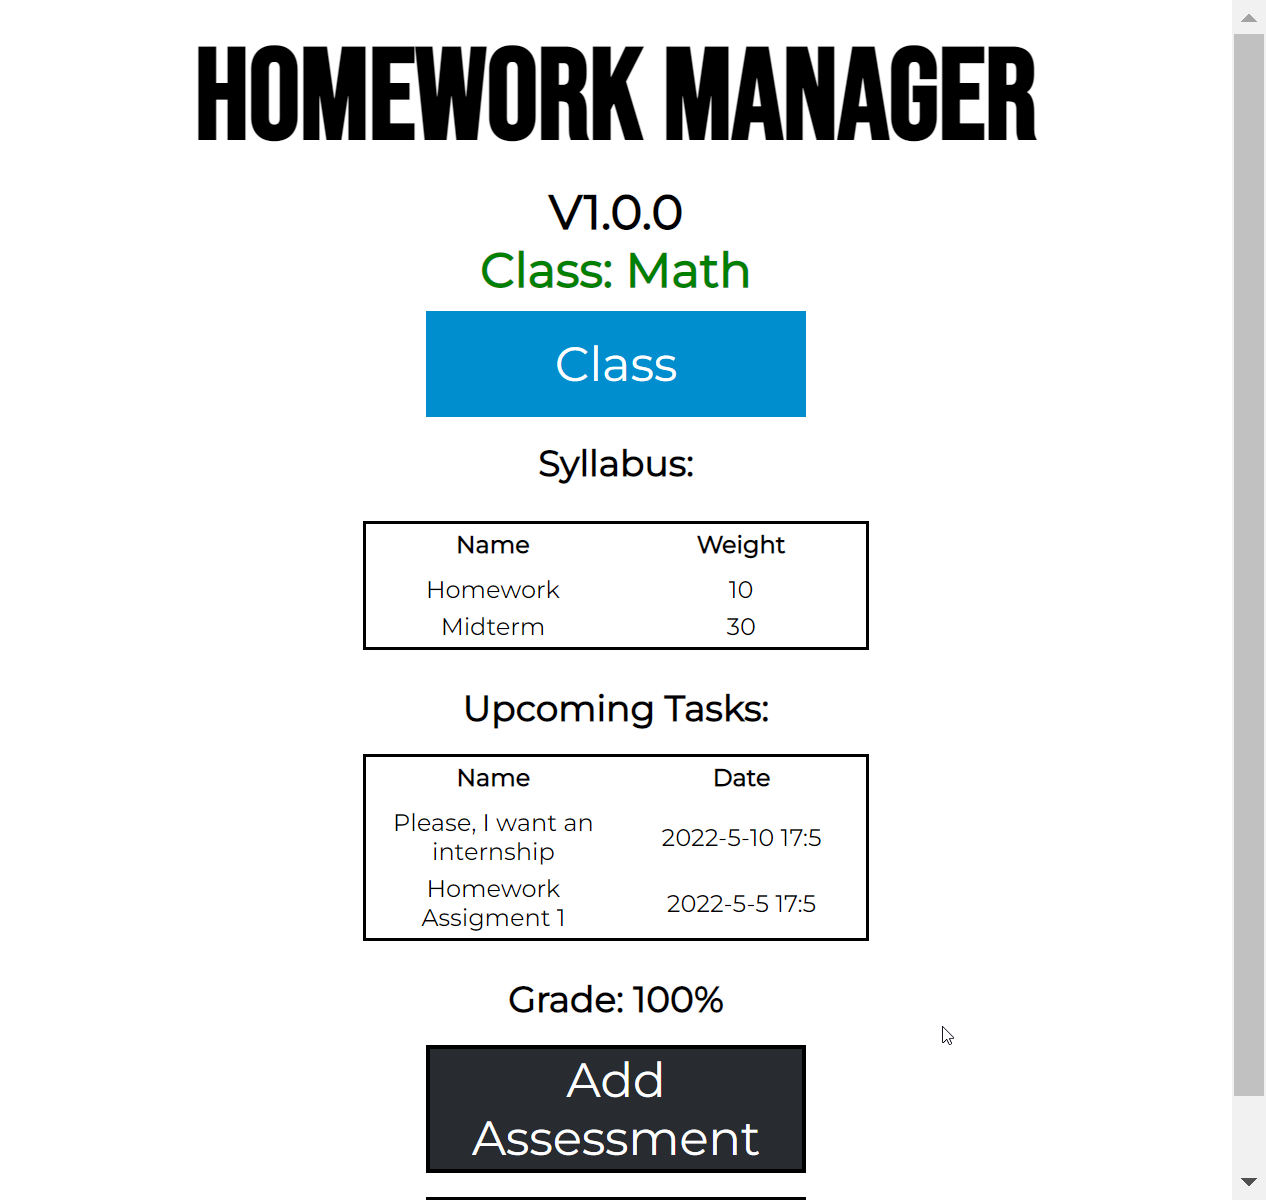 HOMEWORK MANAGER
V1.0.0
Class: Math
Class
Syllabus:
Name Weight
Homework 10
Midterm 30
Upcoming Tasks:
Name Date
Please, I want an
internship 2022-5-10 17:5
Homework
Assigment 1 2022-5-5 17:5
Grade: 100%
Add
Assessment